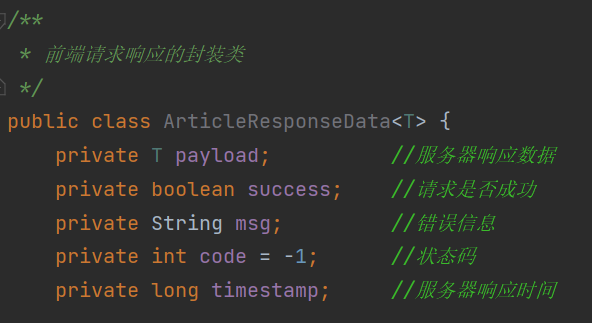 /**
 * 前端请求响应的封装类
 */
public class ArticleResponseData<T> {
    private T payload;          //服务器响应数据
    private boolean success;    //请求是否成功
    private String msg;         //错误信息
    private int code = -1;      //状态码
    private long timestamp;     //服务器响应时间